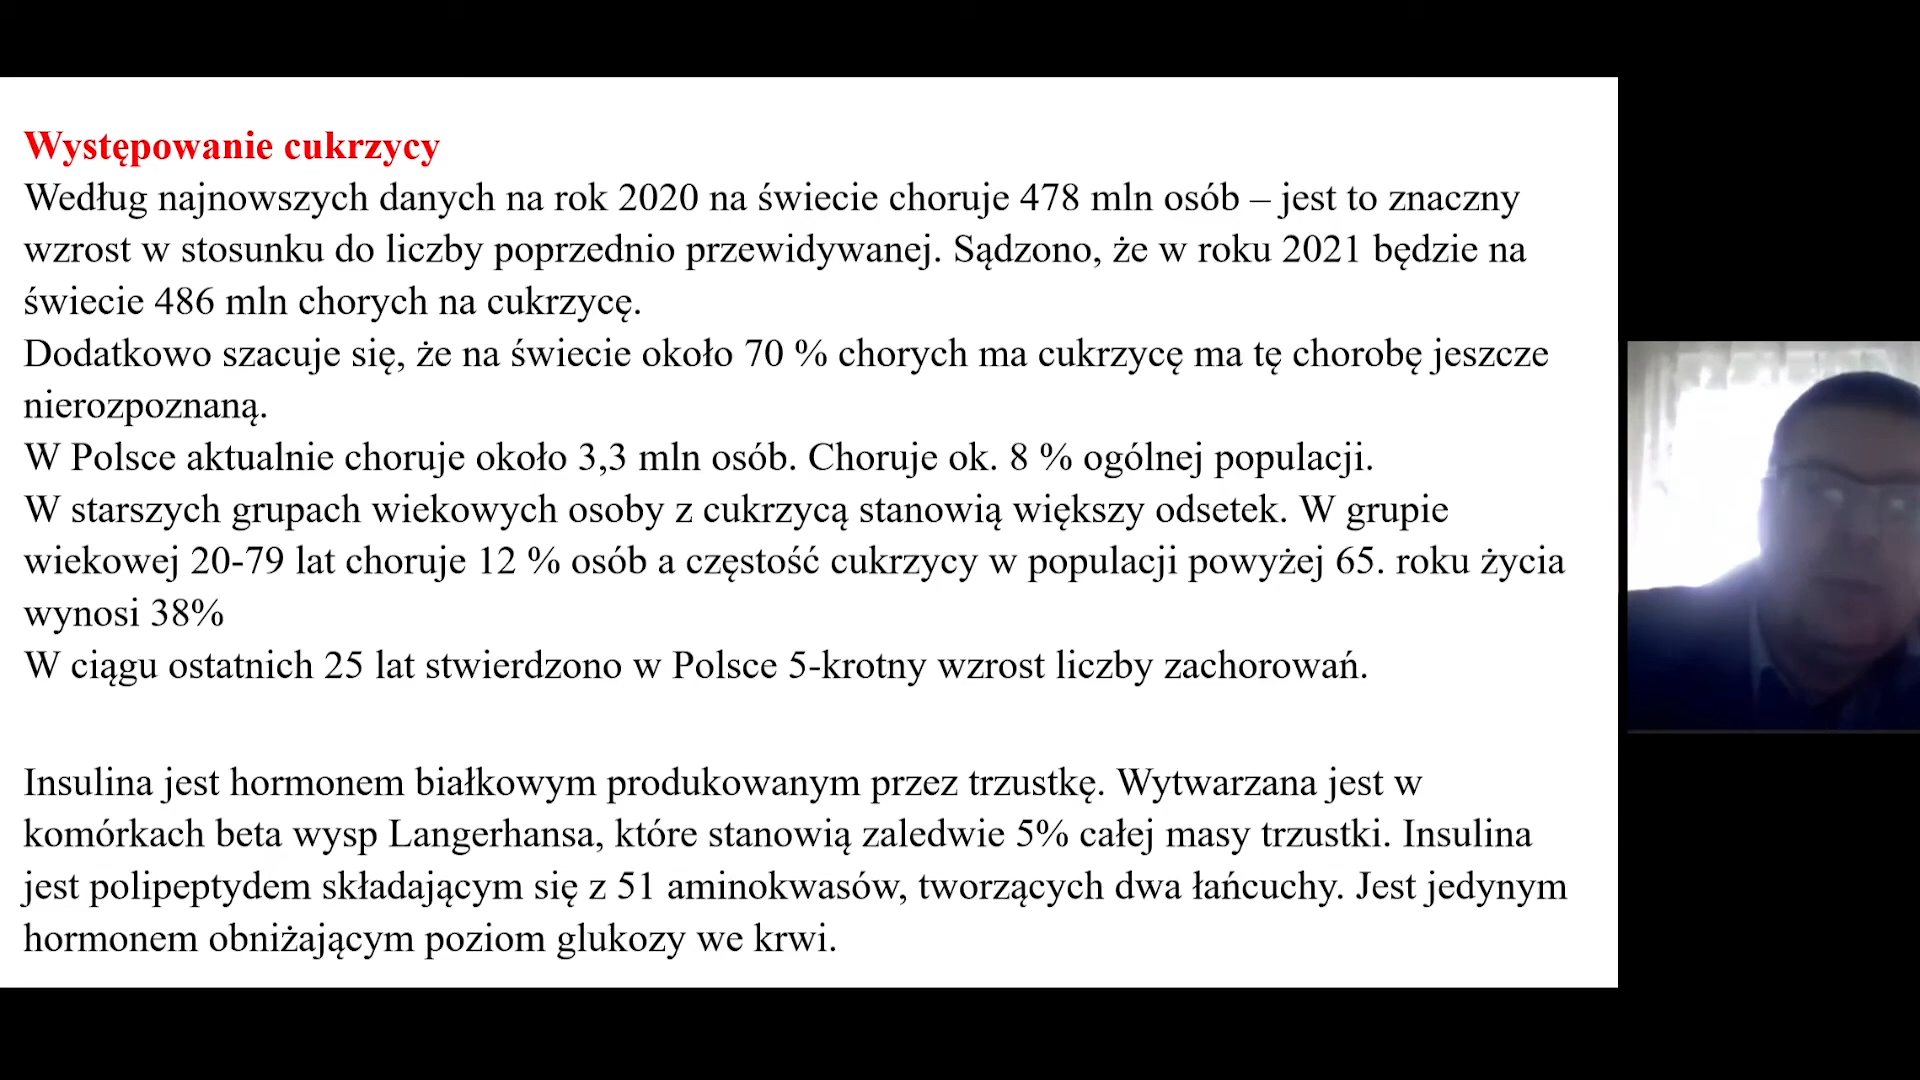 Występowanie cukrzycy
Według najnowszych danych na rok 2020 na świecie choruje 478 mln osób – jest to znaczny
wzrost w stosunku do liczby poprzednio przewidywanej. Sądzono, że w roku 2021 będzie na
świecie 486 mln chorych na cukrzycę.
Dodatkowo szacuje się, że na świecie około 70 % chorych ma cukrzycę ma tę chorobę jeszcze
nierozpoznaną.
W Polsce aktualnie choruje około 3,3 mln osób. Choruje ok. 8 % ogólnej populacji.
W starszych grupach wiekowych osoby z cukrzycą stanowią większy odsetek. W grupie
wiekowej 20-79 lat choruje 12 % osób a częstość cukrzycy w populacji powyżej 65. roku życia
wynosi 38%
W ciągu ostatnich 25 lat stwierdzono w Polsce 5-krotny wzrost liczby zachorowań.
Insulina jest hormonem białkowym produkowanym przez trzustkę. Wytwarzana jest w
komórkach beta wysp Langerhansa, które stanowią zaledwie 5% całej masy trzustki. Insulina
jest polipeptydem składającym się z 51 aminokwasów, tworzących dwa łańcuchy. Jest jedynym
hormonem obniżającym poziom glukozy we krwi.